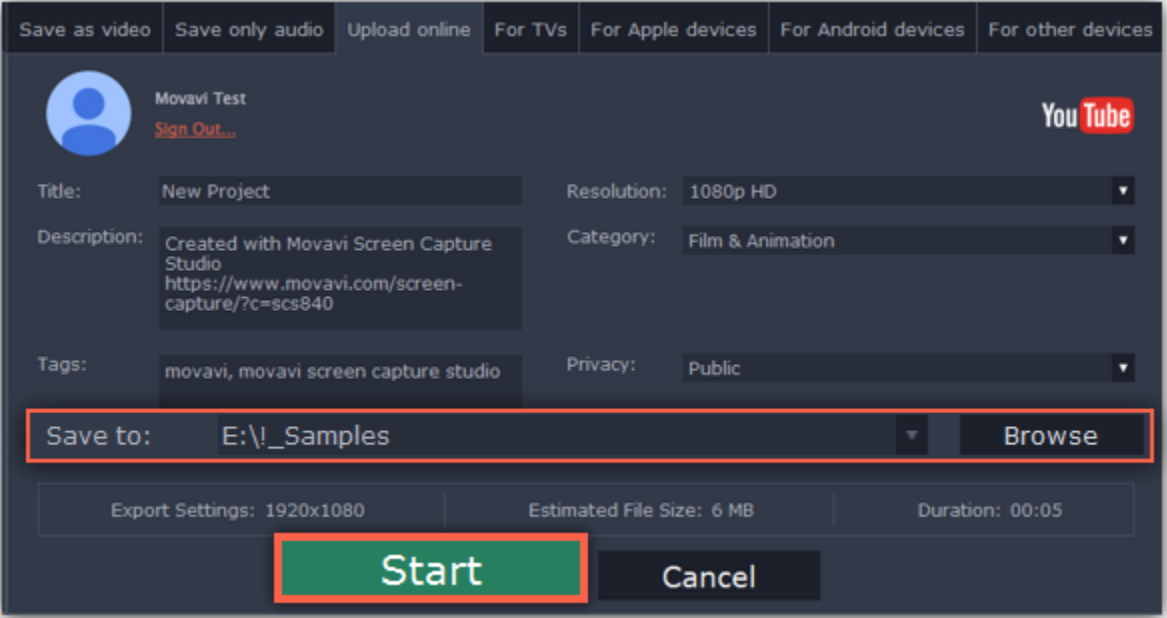 Save as video Save only audio Upload online For TVs For Apple devices For Android devices For other devices
Movavi Test
Sign Out...
YouTube
Title: New Project
Resolution: 1080p HD
Description: Created with Movavi Screen Capture
Studio
https://www.movavi.com/screen-
capture/?c=scs840
Category: Film & Animation
Tags: movavi, movavi screen capture studio
Privacy: Public
Save to: E:\!_Samples Browse
Export Settings: 1920x1080 Estimated File Size: 6 MB Duration: 00:05
Start Cancel